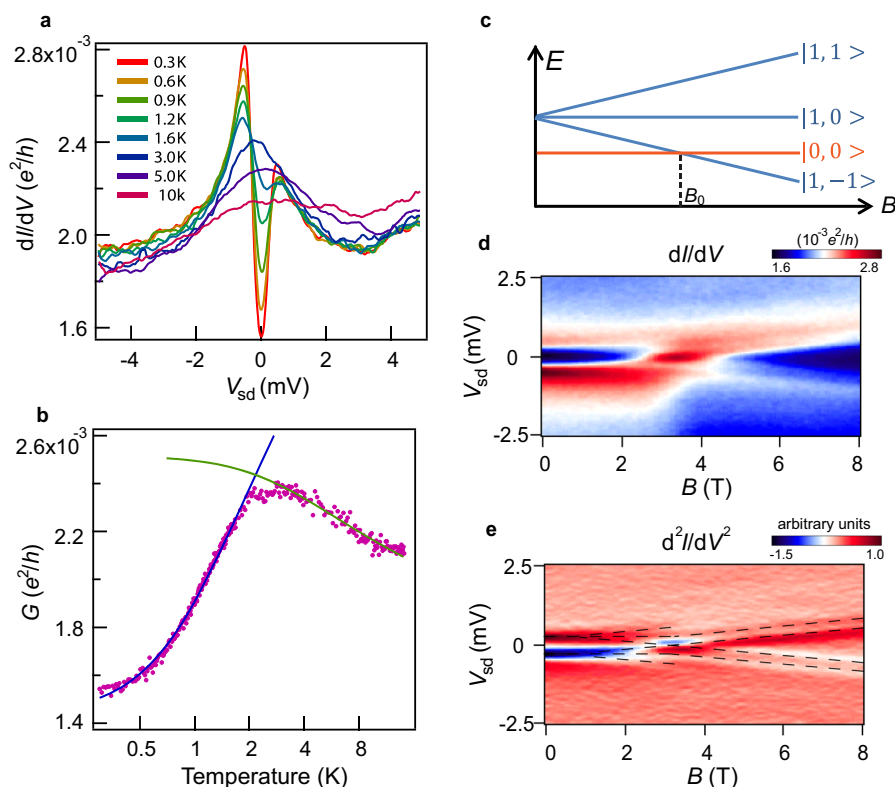 a
2.8x10⁻³
2.4
2.0
1.6
dI/dV (e²/h)
0.3K
0.6K
0.9K
1.2K
1.6K
3.0K
5.0K
10k
-4
-2
0
2
4
Vsd (mV)
b
2.6x10⁻³
2.2
1.8
1.4
G (e²/h)
0.5
1
2
4
8
Temperature (K)
c
E
|1, 1 >
|1, 0 >
|0, 0 >
|1, −1 >
B₀
B
d
dI/dV
(10⁻³e²/h)
1.6
2.8
2.5
0
-2.5
Vsd (mV)
0
2
4
6
8
B (T)
e
d²I/dV²
arbitrary units
-1.5
1.0
2.5
0
-2.5
Vsd (mV)
0
2
4
6
8
B (T)